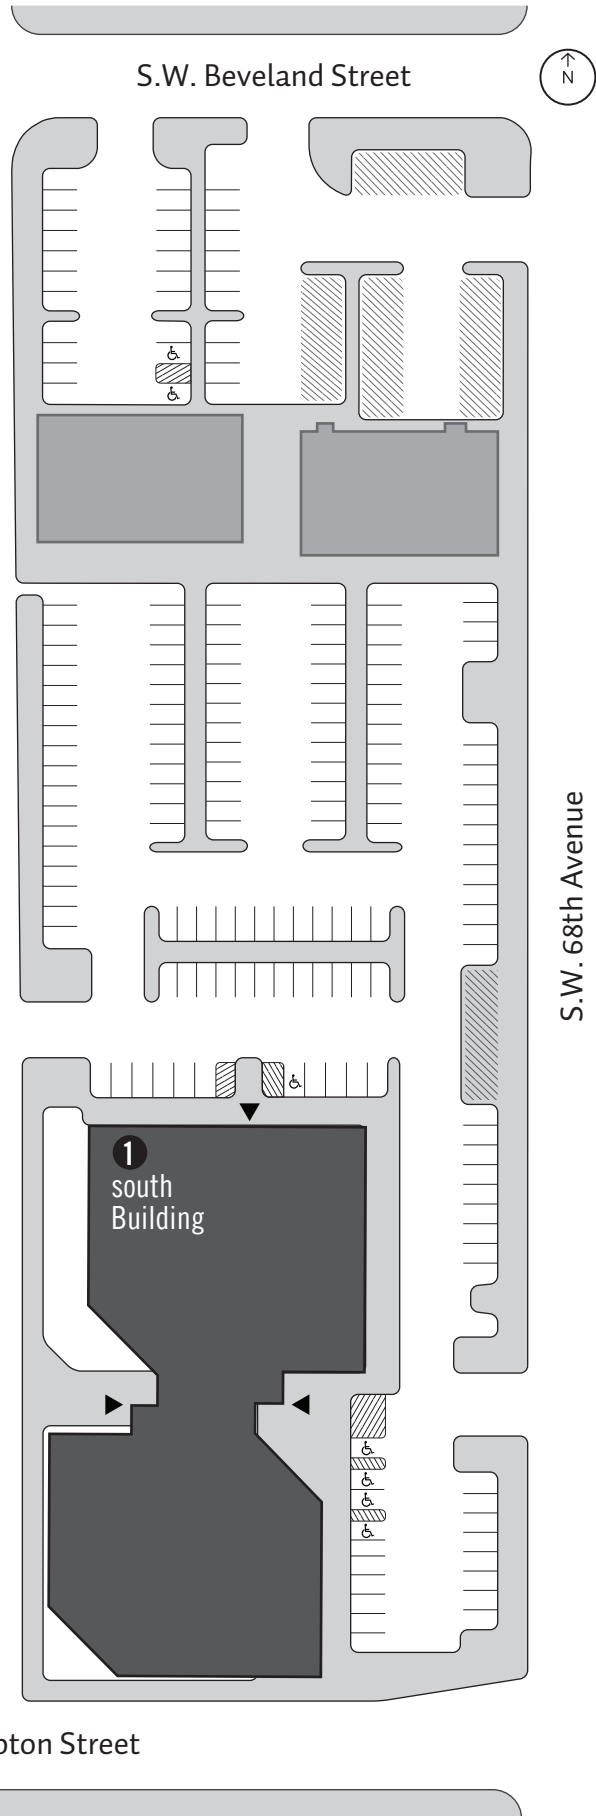 S.W. Beveland Street
N
S.W. 68th Avenue
1
south
Building
pton Street